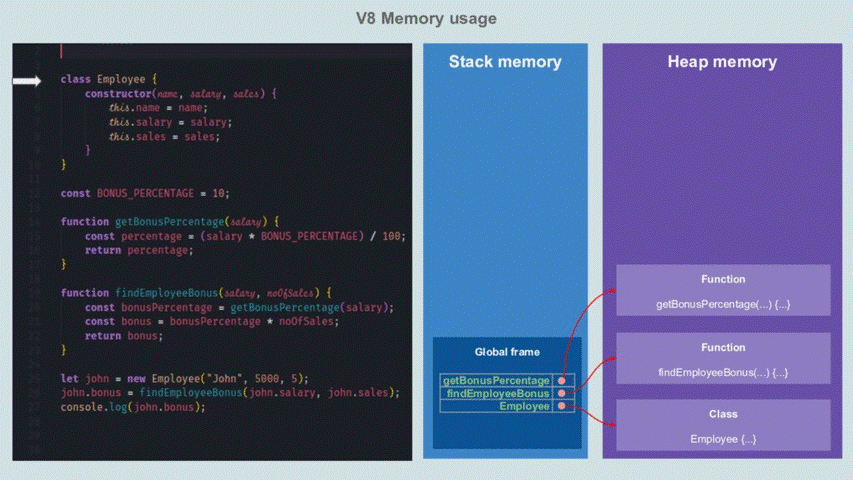 V8 Memory usage
class Employee {
constructor(name, salary, sales) {
this.name = name;
this.salary = salary;
this.sales = sales;
}
}
const BONUS_PERCENTAGE = 10;
function getBonusPercentage(salary) {
const percentage = (salary * BONUS_PERCENTAGE) / 100;
return percentage;
}
function findEmployeeBonus(salary, noOfSales) {
const bonusPercentage = getBonusPercentage(salary);
const bonus = bonusPercentage * noOfSales;
return bonus;
}
let john = new Employee("John", 5000, 5);
john.bonus = findEmployeeBonus(john.salary, john.sales);
console.log(john.bonus);
Stack memory
Global frame
getBonusPercentage
findEmployeeBonus
Employee
Heap memory
Function
getBonusPercentage(...) {...}
Function
findEmployeeBonus(...) {...}
Class
Employee {...}